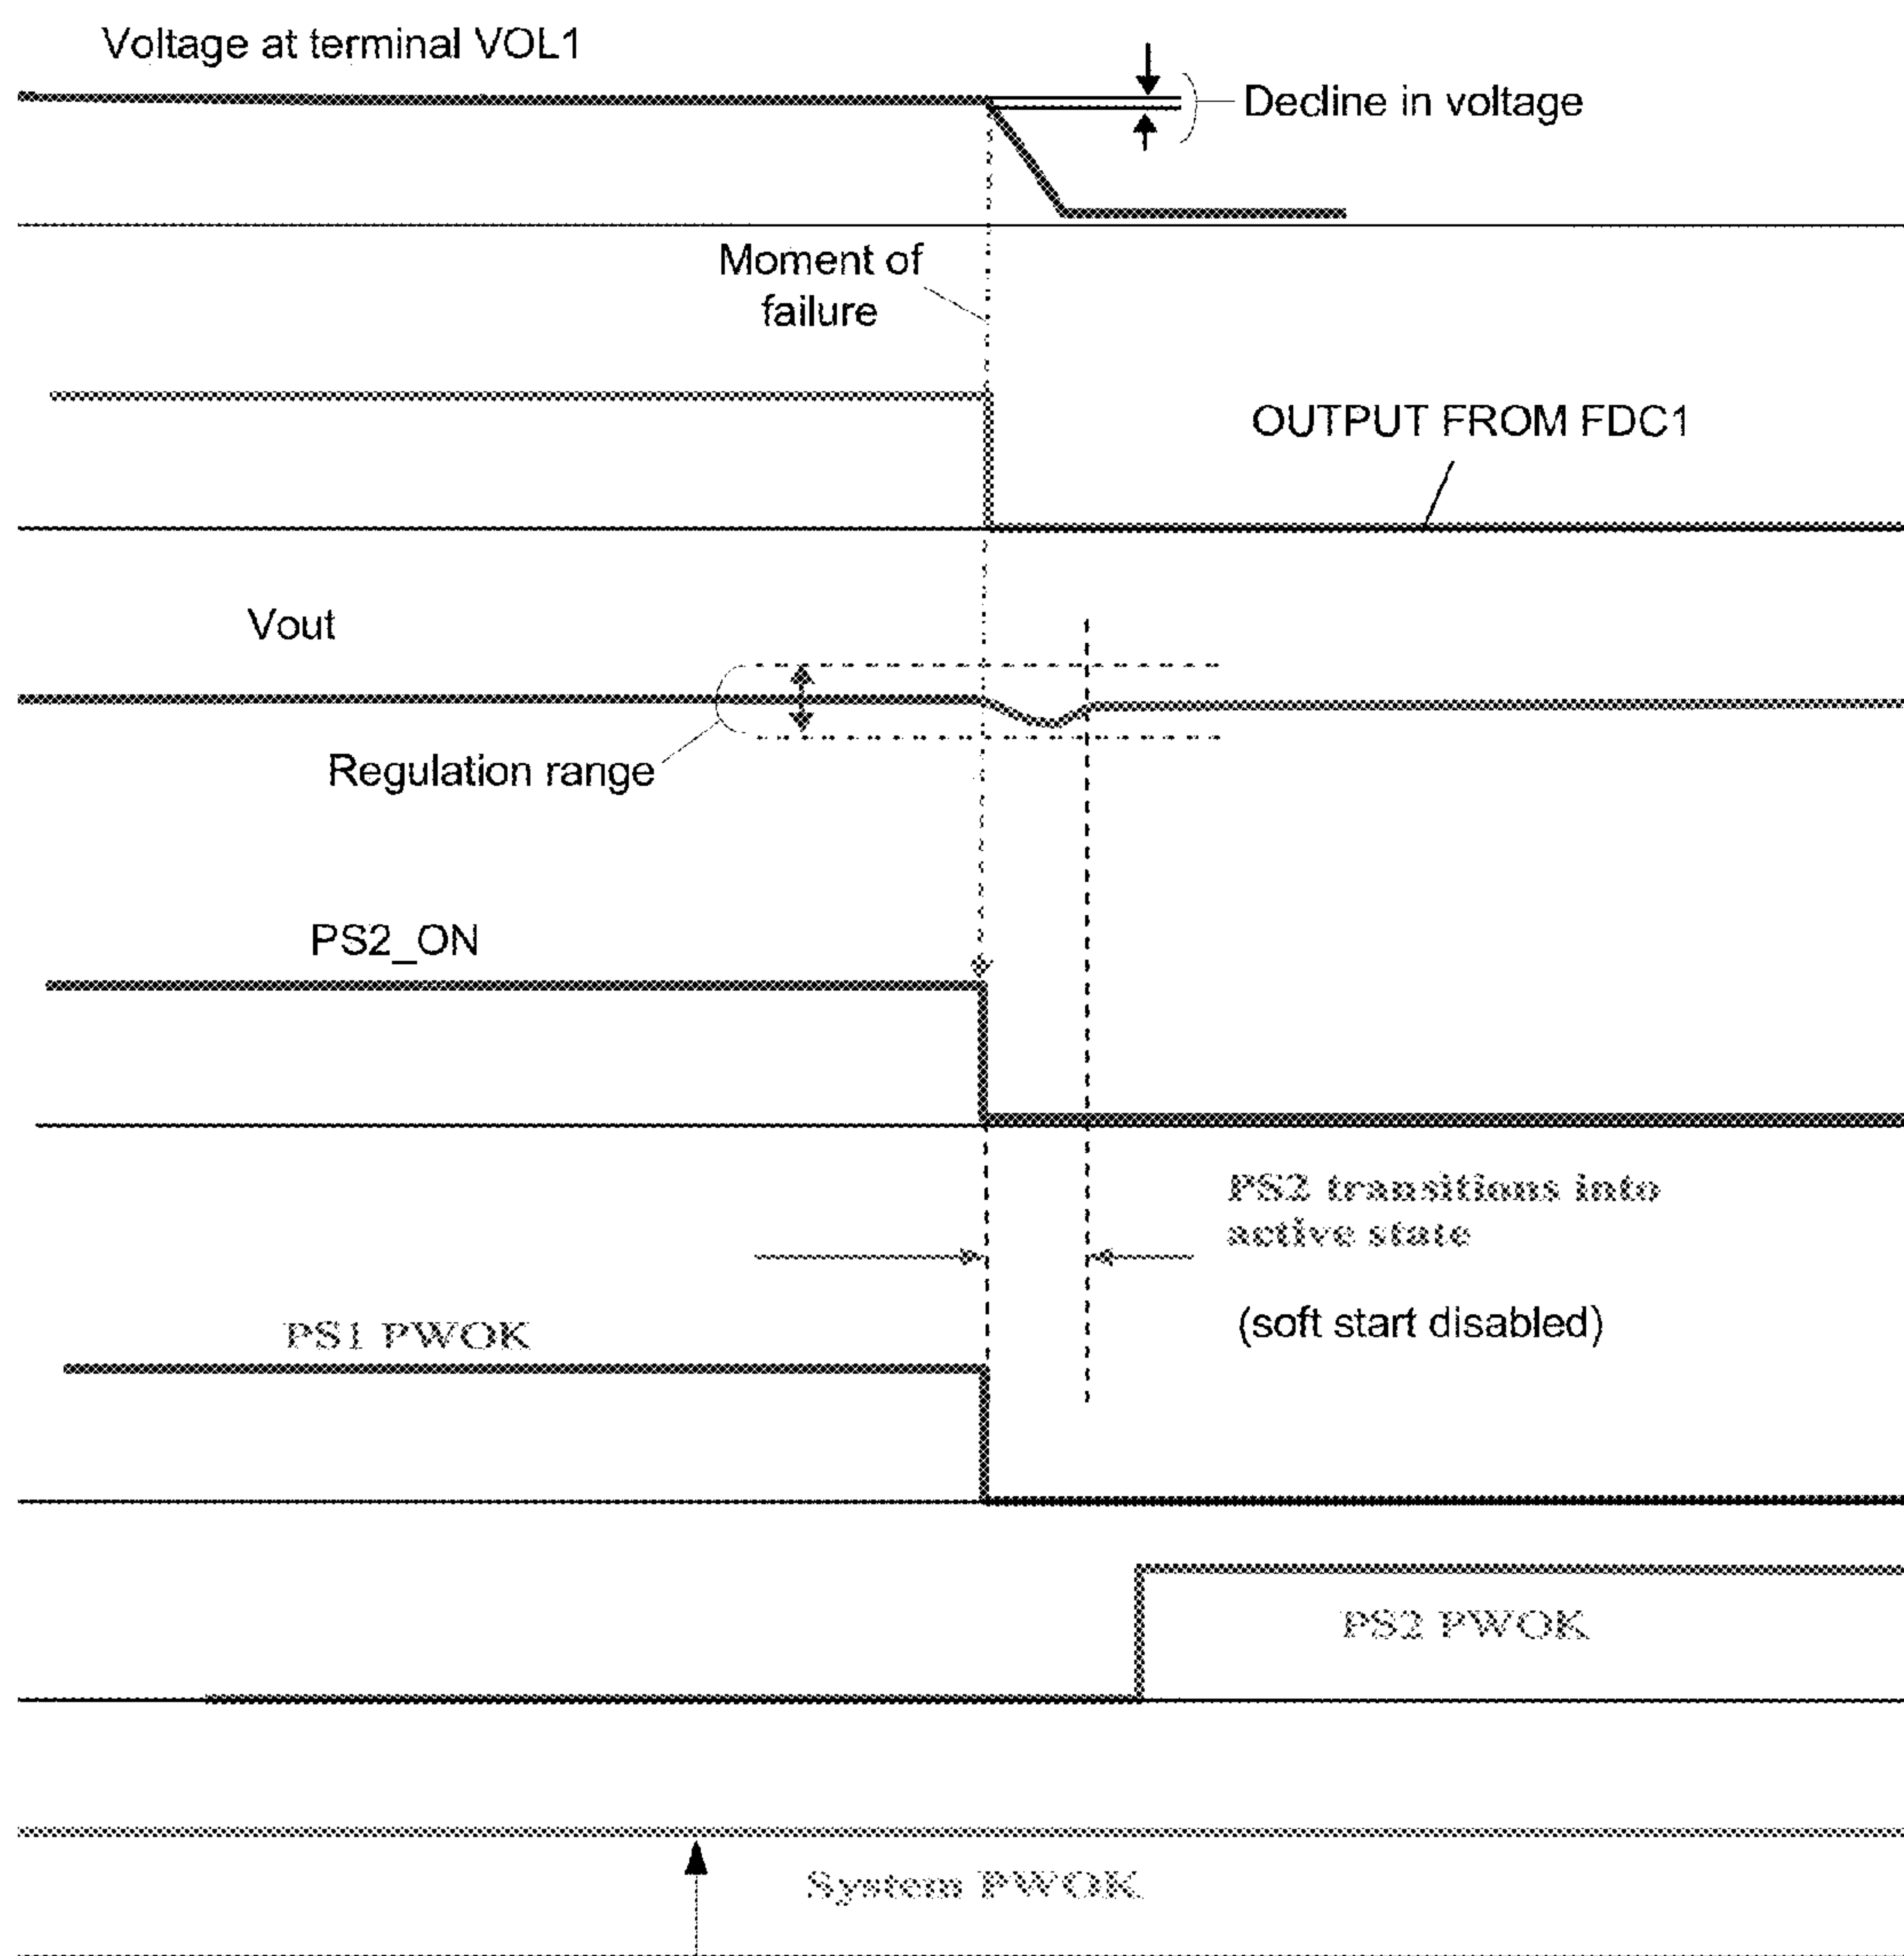 Voltage at terminal VOL1
Decline in voltage
Moment of
failure
OUTPUT FROM FDC1
Vout
Regulation range
PS2_ON
PS2 transitions into
active state
(soft start disabled)
PS1 PWOK
PS2 PWOK
System PWOK